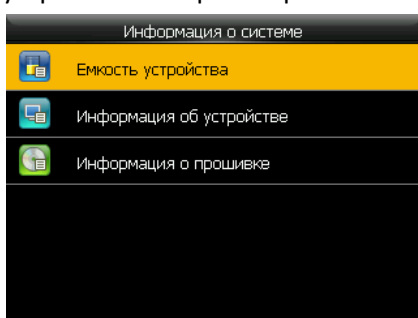 Информация о системе
Емкость устройства
Информация об устройстве
Информация о прошивке